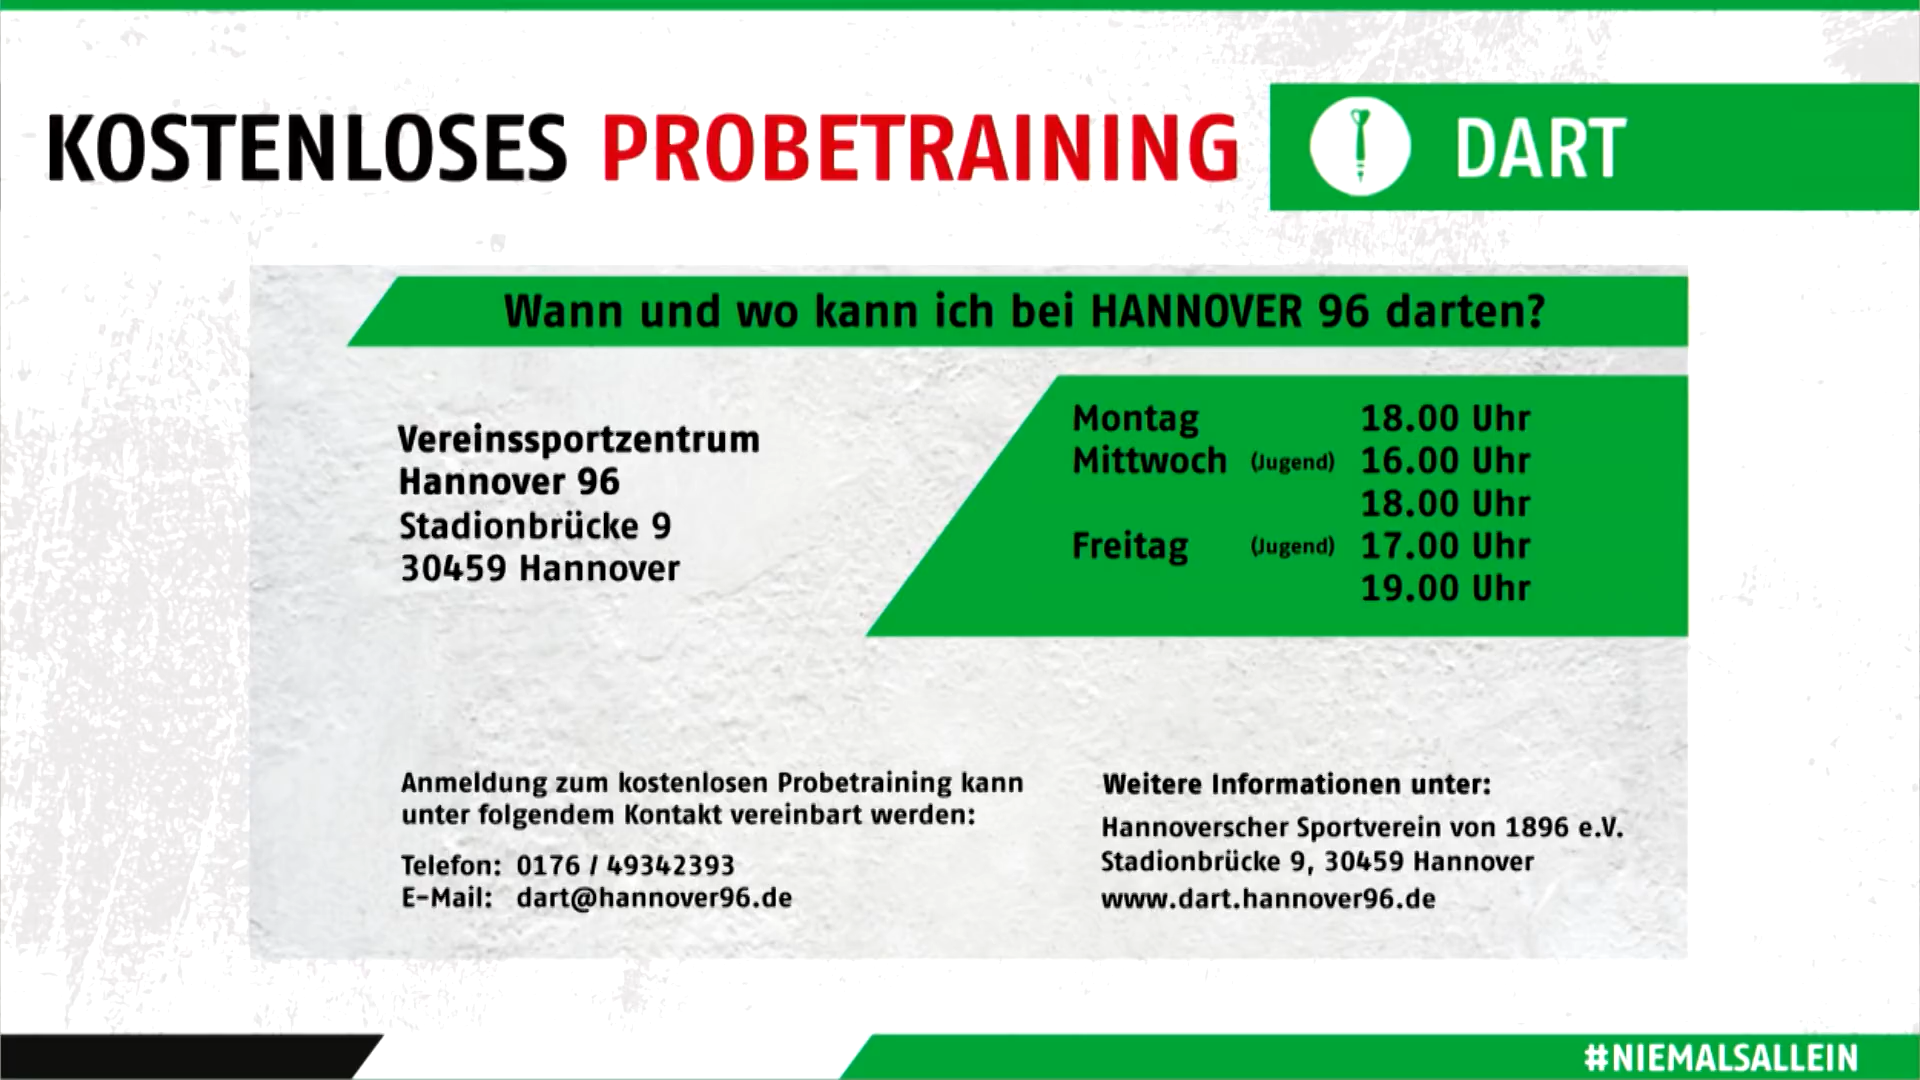 KOSTENLOSES PROBETRAINING DART
Wann und wo kann ich bei HANNOVER 96 darten?
Vereinssportzentrum
Hannover 96
Stadionbrücke 9
30459 Hannover
Montag 18.00 Uhr
Mittwoch (Jugend) 16.00 Uhr
18.00 Uhr
Freitag (Jugend) 17.00 Uhr
19.00 Uhr
Anmeldung zum kostenlosen Probetraining kann
unter folgendem Kontakt vereinbart werden:
Telefon: 0176 / 49342393
E-Mail: dart@hannover96.de
Weitere Informationen unter:
Hannoverscher Sportverein von 1896 e.V.
Stadionbrücke 9, 30459 Hannover
www.dart.hannover96.de
#NIEMALSALLEIN